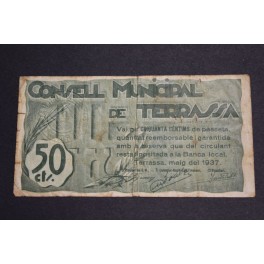 CONSELL MUNICIPAL
DE TERRASSA
Val per CINQUANTA CENTIMS de pesseta,
quantitat reemborsable i garantida
amb la reserva que del circulant
resta dipositada a la Banca local.
Terrassa, maig del 1937.
50
cts.